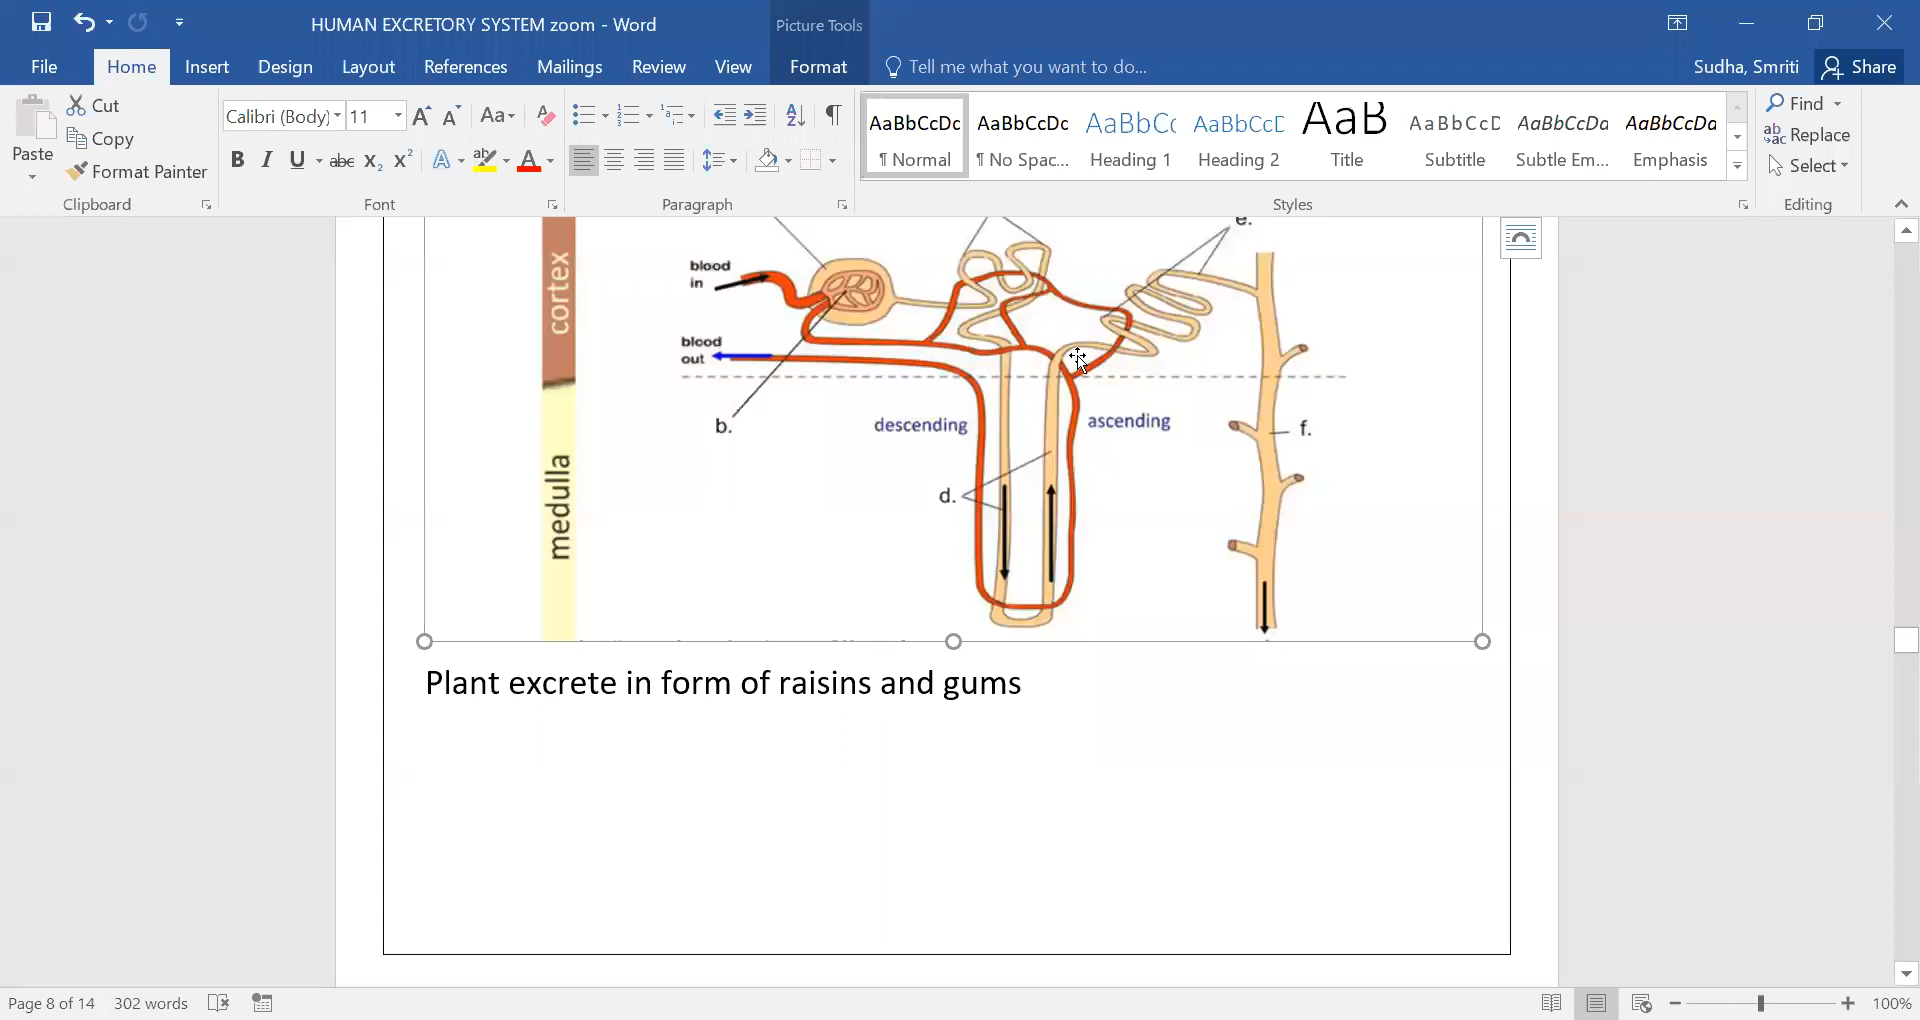 HUMAN EXCRETORY SYSTEM zoom - Word
Picture Tools
File Home Insert Design Layout References Mailings Review View Format Tell me what you want to do... Sudha, Smriti Share
Paste
Cut
Copy
Format Painter
Clipboard
Calibri (Body) 11
Aa
B I U abc X₂ X² A ab A
Font
Paragraph
AaBbCcDc AaBbCcDc AaBbCc AaBbCcD AaB AaBbCcD AaBbCcDa AaBbCcDa
¶ Normal ¶ No Spac... Heading 1 Heading 2 Title Subtitle Subtle Em... Emphasis
Styles
Find
Replace
Select
Editing
e.
cortex
blood
in
blood
out
b.
descending
ascending
f.
medulla
d.
Plant excrete in form of raisins and gums
Page 8 of 14 302 words
100%